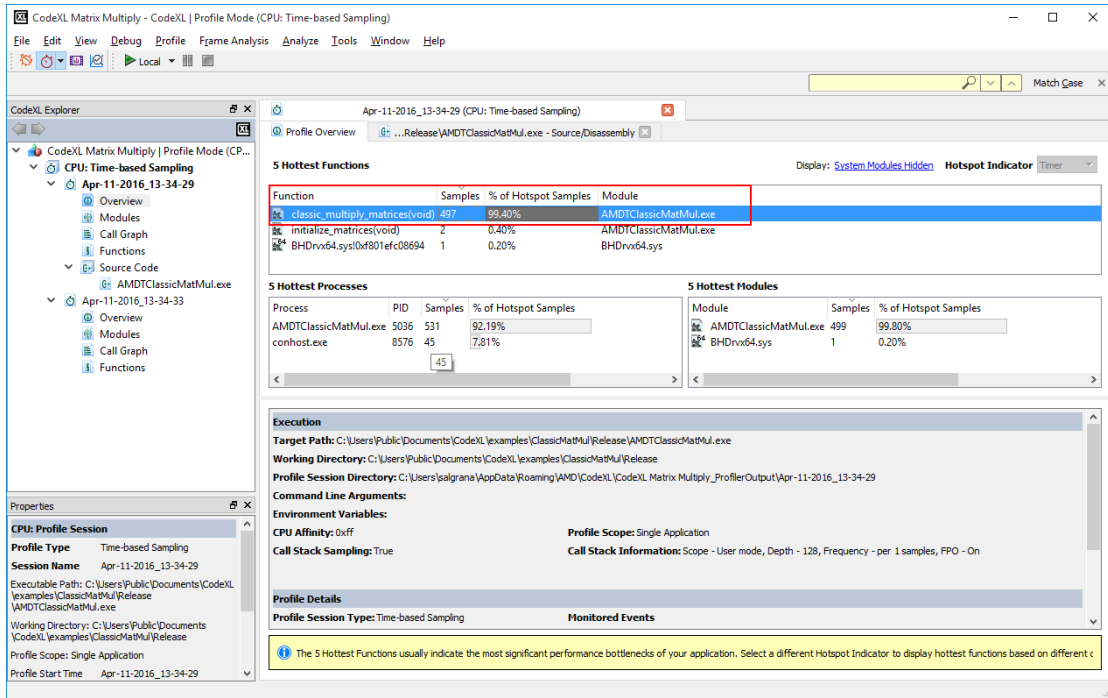 CodeXL Matrix Multiply - CodeXL | Profile Mode (CPU: Time-based Sampling)
File Edit View Debug Profile Frame Analysis Analyze Tools Window Help
Local
Match Case
CodeXL Explorer
CodeXL Matrix Multiply | Profile Mode (CP...
CPU: Time-based Sampling
Apr-11-2016_13-34-29
Overview
Modules
Call Graph
Functions
Source Code
AMDTClassicMatMul.exe
Apr-11-2016_13-34-33
Overview
Modules
Call Graph
Functions
Properties
CPU: Profile Session
Profile Type Time-based Sampling
Session Name Apr-11-2016_13-34-29
Executable Path: C:\Users\Public\Documents\CodeXL
\examples\ClassicMatMul\Release
\AMDTClassicMatMul.exe
Working Directory: C:\Users\Public\Documents
\CodeXL\examples\ClassicMatMul\Release
Profile Scope: Single Application
Profile Start Time Apr-11-2016_13-34-29
Apr-11-2016_13-34-29 (CPU: Time-based Sampling)
Profile Overview ...Release\AMDTClassicMatMul.exe - Source/Disassembly
5 Hottest Functions Display: System Modules Hidden Hotspot Indicator Timer
Function Samples % of Hotspot Samples Module
classic_multiply_matrices(void) 497 99.40% AMDTClassicMatMul.exe
initialize_matrices(void) 2 0.40% AMDTClassicMatMul.exe
BHDrvx64.sys!0xf801efc08694 1 0.20% BHDrvx64.sys
5 Hottest Processes
Process PID Samples % of Hotspot Samples
AMDTClassicMatMul.exe 5036 531 92.19%
conhost.exe 8576 45 7.81%
45
5 Hottest Modules
Module Samples % of Hotspot Samples
AMDTClassicMatMul.exe 499 99.80%
BHDrvx64.sys 1 0.20%
Execution
Target Path: C:\Users\Public\Documents\CodeXL\examples\ClassicMatMul\Release\AMDTClassicMatMul.exe
Working Directory: C:\Users\Public\Documents\CodeXL\examples\ClassicMatMul\Release
Profile Session Directory: C:\Users\salgrana\AppData\Roaming\AMD\CodeXL\CodeXL Matrix Multiply_ProfilerOutput\Apr-11-2016_13-34-29
Command Line Arguments:
Environment Variables:
CPU Affinity: 0xff Profile Scope: Single Application
Call Stack Sampling: True Call Stack Information: Scope - User mode, Depth - 128, Frequency - per 1 samples, FPO - On
Profile Details
Profile Session Type: Time-based Sampling Monitored Events
The 5 Hottest Functions usually indicate the most significant performance bottlenecks of your application. Select a different Hotspot Indicator to display hottest functions based on different